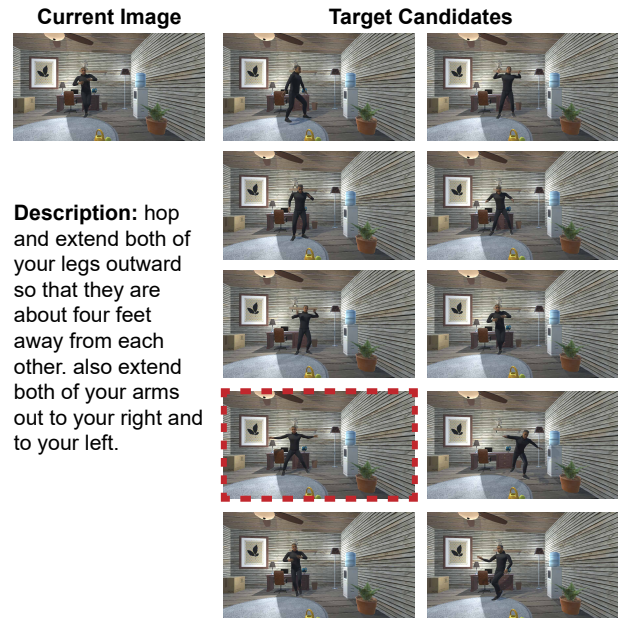 Current Image
Target Candidates
Description: hop
and extend both of
your legs outward
so that they are
about four feet
away from each
other. also extend
both of your arms
out to your right and
to your left.